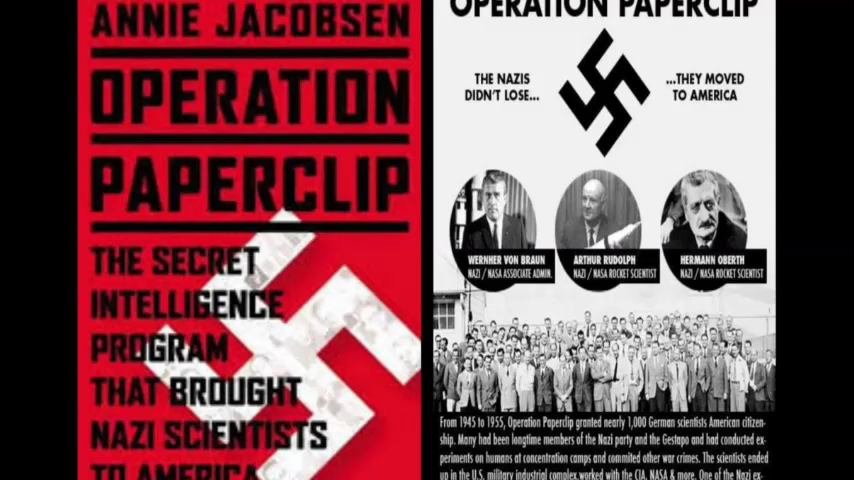 ANNIE JACOBSEN
OPERATION
PAPERCLIP
THE SECRET
INTELLIGENCE
PROGRAM
THAT BROUGHT
NAZI SCIENTISTS
TO AMERICA
OPERATION PAPERCLIP
THE NAZIS
DIDN'T LOSE...
...THEY MOVED
TO AMERICA
WERNHER VON BRAUN
NAZI / NASA ASSOCIATE ADMIN.
ARTHUR RUDOLPH
NAZI / NASA ROCKET SCIENTIST
HERMANN OBERTH
NAZI / NASA ROCKET SCIENTIST
From 1945 to 1955, Operation Paperclip granted nearly 1,000 German scientists American citizen-
ship. Many had been longtime members of the Nazi party and the Gestapo and had conducted ex-
periments on humans at concentration camps and commited other war crimes. The scientists ended
up in the U.S. military industrial complex,worked with the CIA, NASA & more. One of the Nazi ex-